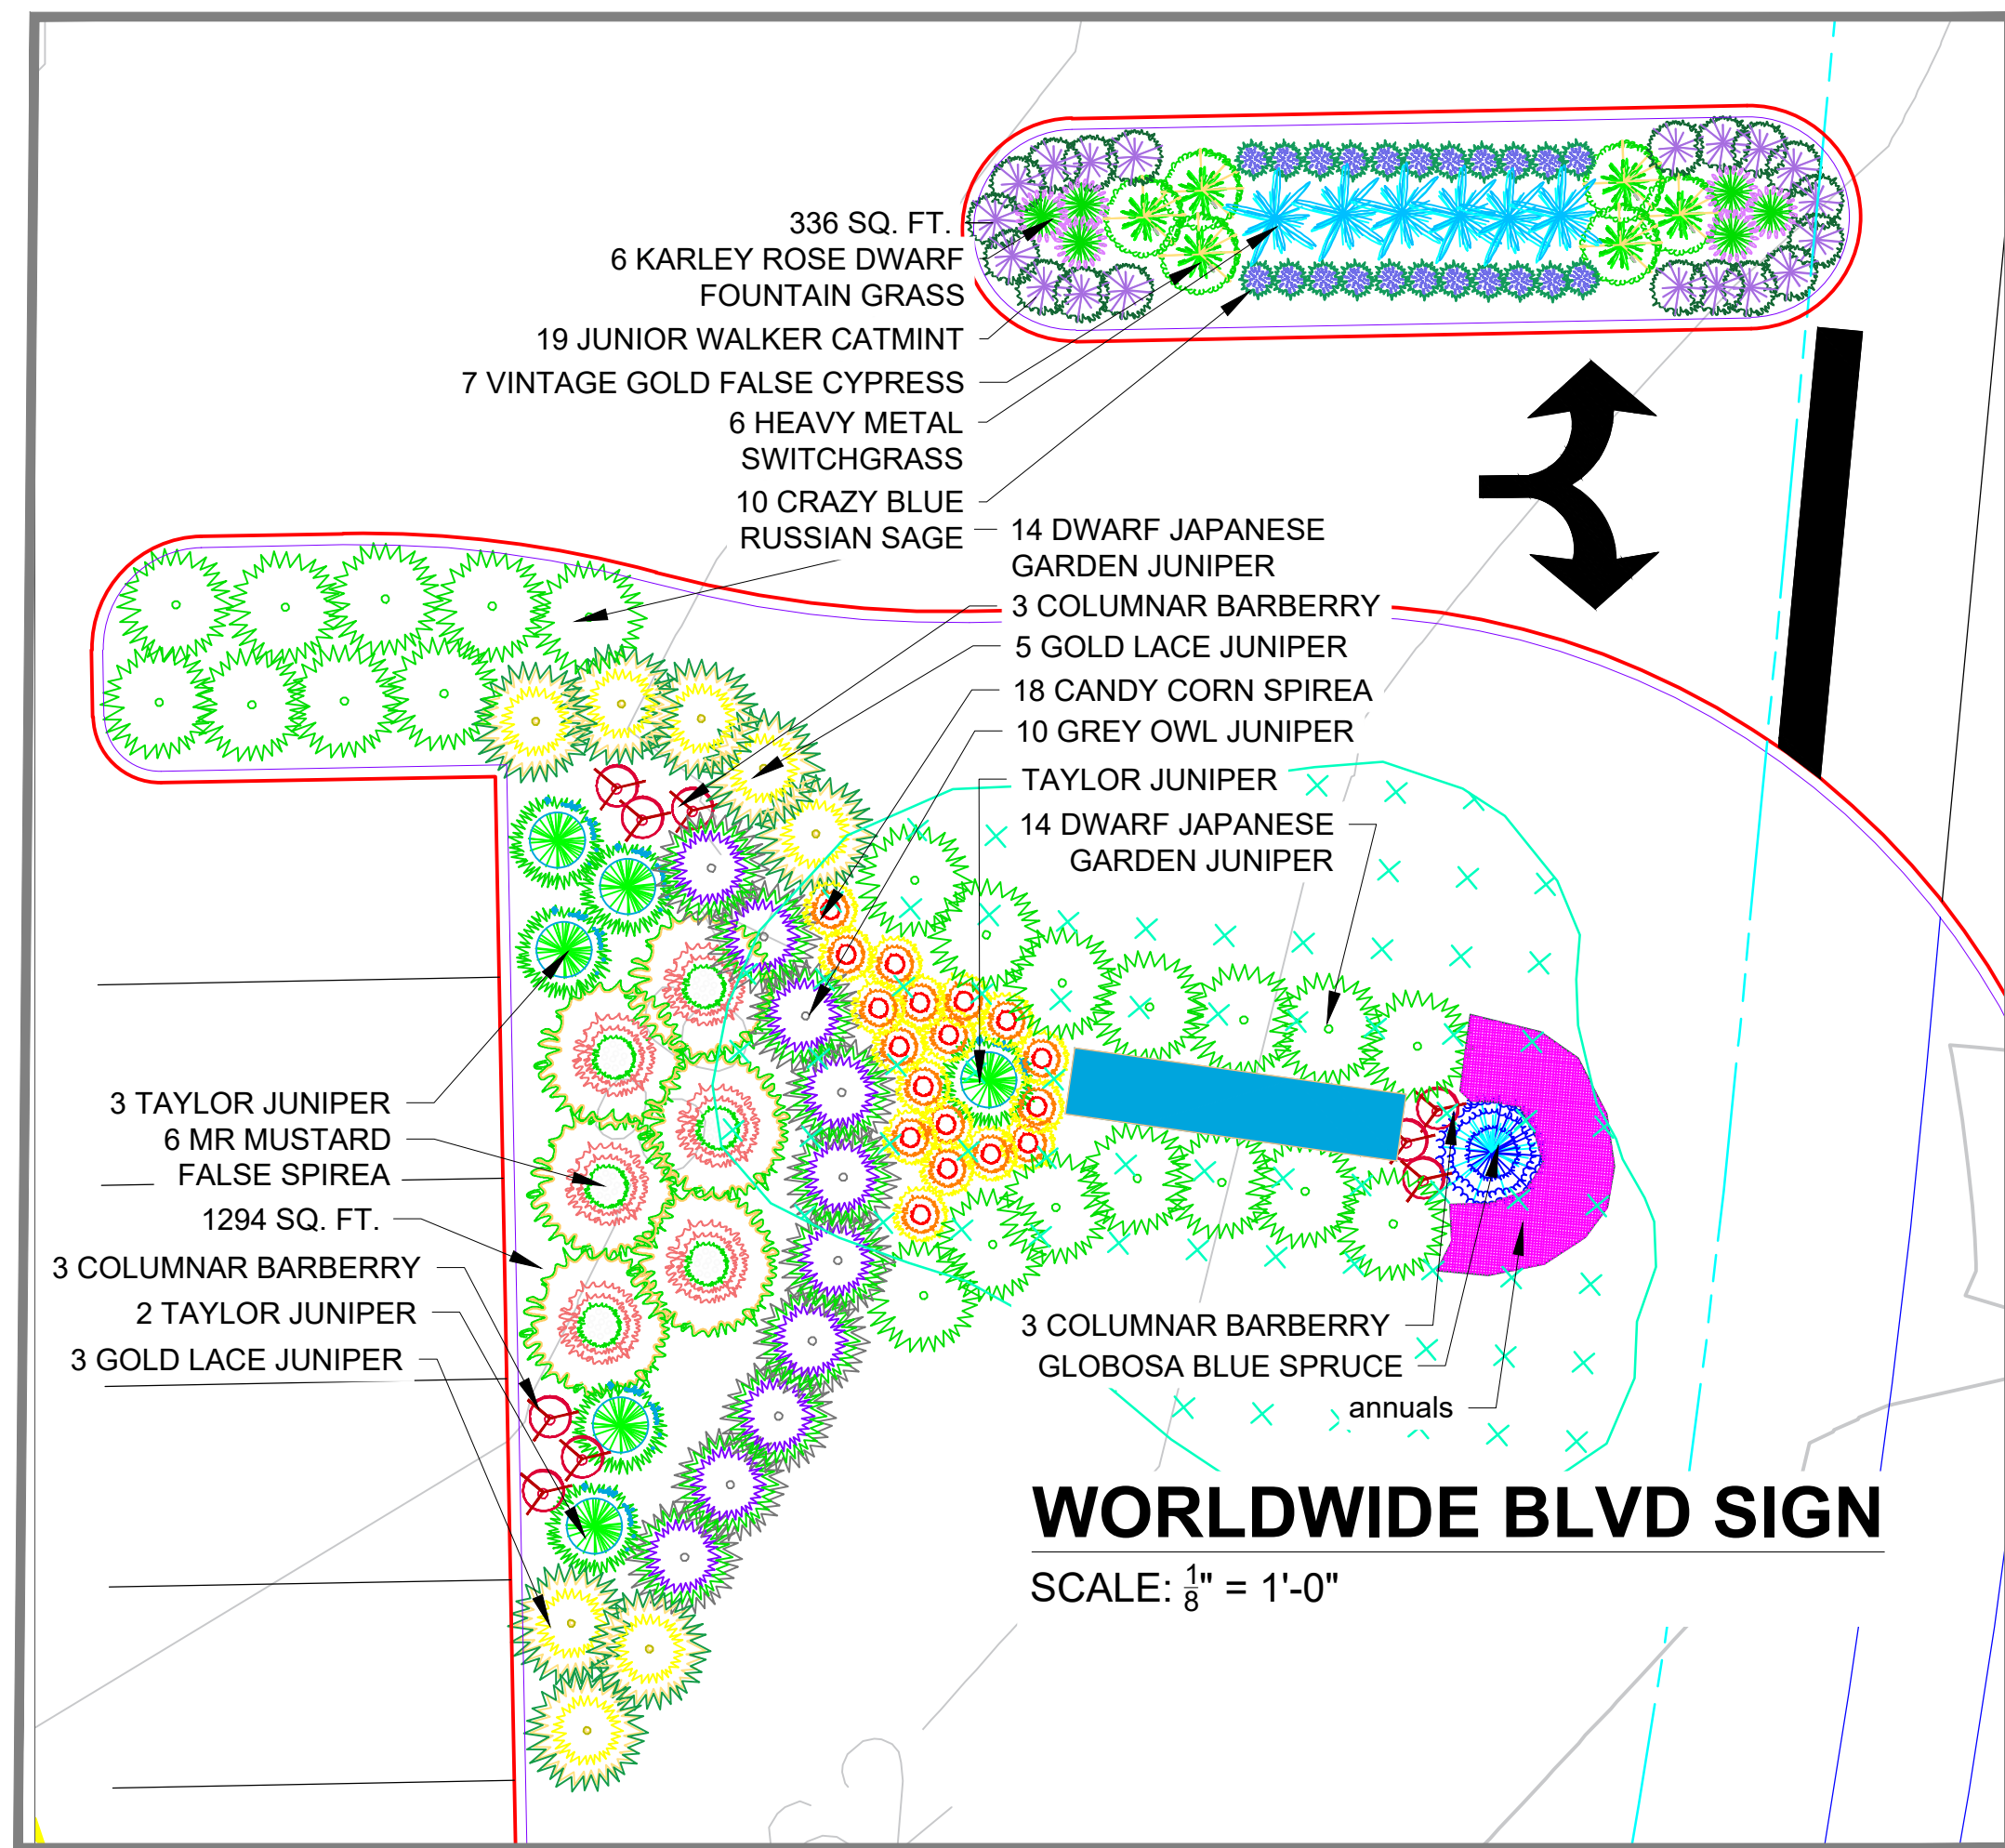 336 SQ. FT.
6 KARLEY ROSE DWARF
FOUNTAIN GRASS
19 JUNIOR WALKER CATMINT
7 VINTAGE GOLD FALSE CYPRESS
6 HEAVY METAL
SWITCHGRASS
10 CRAZY BLUE
RUSSIAN SAGE
14 DWARF JAPANESE
GARDEN JUNIPER
3 COLUMNAR BARBERRY
5 GOLD LACE JUNIPER
18 CANDY CORN SPIREA
10 GREY OWL JUNIPER
TAYLOR JUNIPER
14 DWARF JAPANESE
GARDEN JUNIPER
3 TAYLOR JUNIPER
6 MR MUSTARD
FALSE SPIREA
1294 SQ. FT.
3 COLUMNAR BARBERRY
2 TAYLOR JUNIPER
3 GOLD LACE JUNIPER
3 COLUMNAR BARBERRY
GLOBOSA BLUE SPRUCE
annuals
WORLDWIDE BLVD SIGN
SCALE: 1/8" = 1'-0"